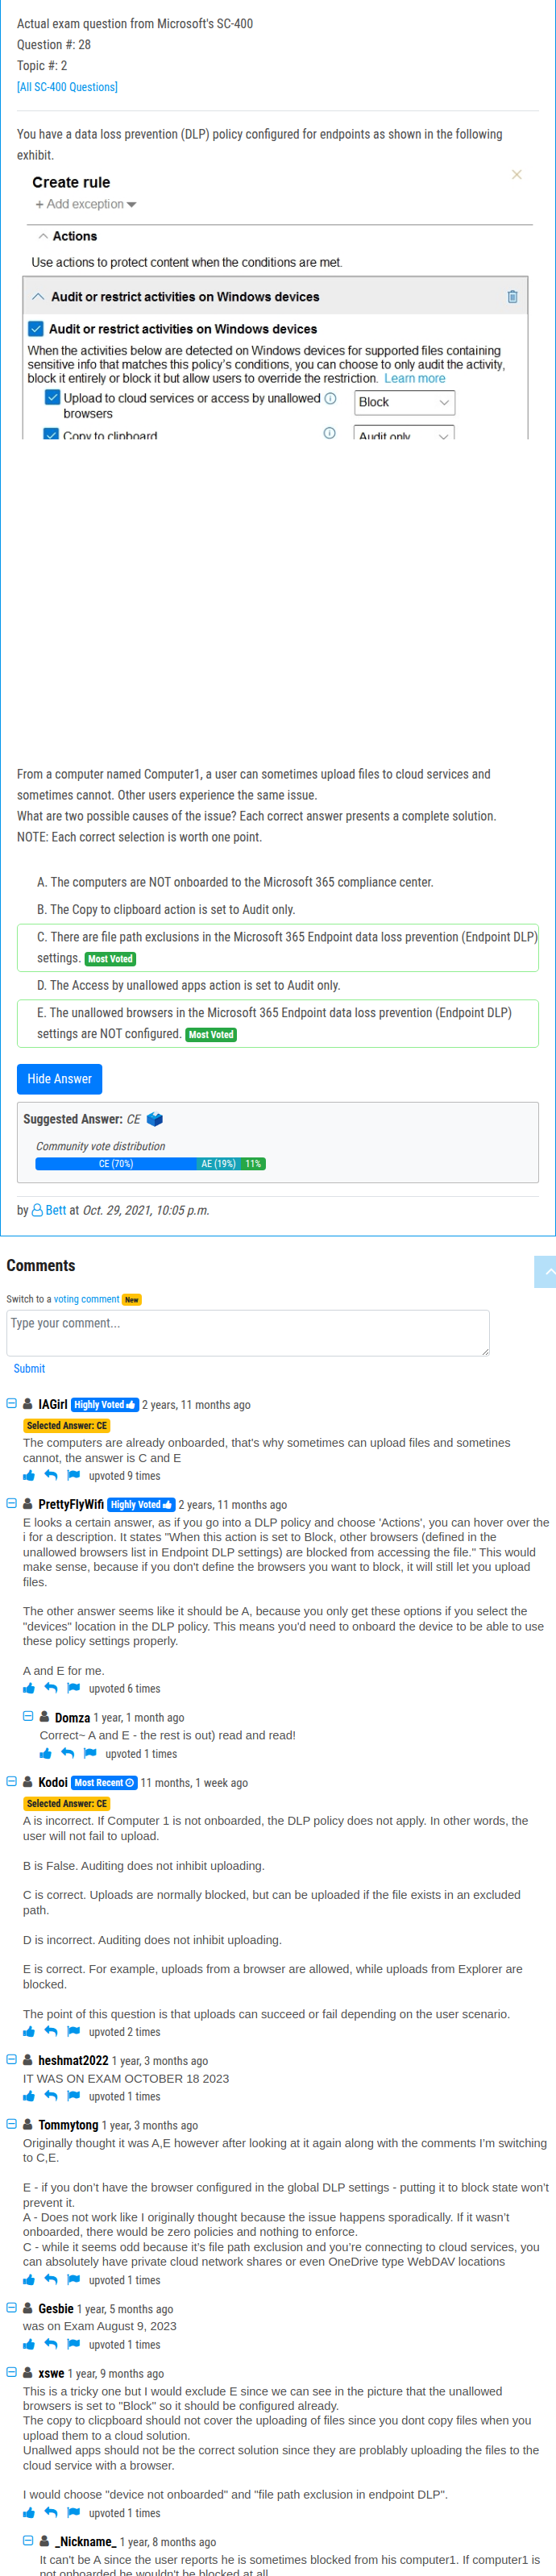 Actual exam question from Microsoft's SC-400
Question #: 28
Topic #: 2
[All SC-400 Questions]
You have a data loss prevention (DLP) policy configured for endpoints as shown in the following
exhibit.
Create rule
+ Add exception
Actions
Use actions to protect content when the conditions are met.
Audit or restrict activities on Windows devices
Audit or restrict activities on Windows devices
When the activities below are detected on Windows devices for supported files containing
sensitive info that matches this policy's conditions, you can choose to only audit the activity,
block it entirely or block it but allow users to override the restriction. Learn more
Upload to cloud services or access by unallowed Block
browsers
Copy to clipboard Audit only
From a computer named Computer1, a user can sometimes upload files to cloud services and
sometimes cannot. Other users experience the same issue.
What are two possible causes of the issue? Each correct answer presents a complete solution.
NOTE: Each correct selection is worth one point.
A. The computers are NOT onboarded to the Microsoft 365 compliance center.
B. The Copy to clipboard action is set to Audit only.
C. There are file path exclusions in the Microsoft 365 Endpoint data loss prevention (Endpoint DLP)
settings. Most Voted
D. The Access by unallowed apps action is set to Audit only.
E. The unallowed browsers in the Microsoft 365 Endpoint data loss prevention (Endpoint DLP)
settings are NOT configured. Most Voted
Hide Answer
Suggested Answer: CE
Community vote distribution
CE (70%) AE (19%) 11%
by Bett at Oct. 29, 2021, 10:05 p.m.
Comments
Switch to a voting comment New
Type your comment...
Submit
IAGirl Highly Voted 2 years, 11 months ago
Selected Answer: CE
The computers are already onboarded, that's why sometimes can upload files and sometines
cannot, the answer is C and E
upvoted 9 times
PrettyFlyWifi Highly Voted 2 years, 11 months ago
E looks a certain answer, as if you go into a DLP policy and choose 'Actions', you can hover over the
i for a description. It states "When this action is set to Block, other browsers (defined in the
unallowed browsers list in Endpoint DLP settings) are blocked from accessing the file." This would
make sense, because if you don't define the browsers you want to block, it will still let you upload
files.
The other answer seems like it should be A, because you only get these options if you select the
"devices" location in the DLP policy. This means you'd need to onboard the device to be able to use
these policy settings properly.
A and E for me.
upvoted 6 times
Domza 1 year, 1 month ago
Correct~ A and E - the rest is out) read and read!
upvoted 1 times
Kodoi Most Recent 11 months, 1 week ago
Selected Answer: CE
A is incorrect. If Computer 1 is not onboarded, the DLP policy does not apply. In other words, the
user will not fail to upload.
B is False. Auditing does not inhibit uploading.
C is correct. Uploads are normally blocked, but can be uploaded if the file exists in an excluded
path.
D is incorrect. Auditing does not inhibit uploading.
E is correct. For example, uploads from a browser are allowed, while uploads from Explorer are
blocked.
The point of this question is that uploads can succeed or fail depending on the user scenario.
upvoted 2 times
heshmat2022 1 year, 3 months ago
IT WAS ON EXAM OCTOBER 18 2023
upvoted 1 times
Tommytong 1 year, 3 months ago
Originally thought it was A,E however after looking at it again along with the comments I'm switching
to C,E.
E - if you don't have the browser configured in the global DLP settings - putting it to block state won't
prevent it.
A - Does not work like I originally thought because the issue happens sporadically. If it wasn't
onboarded, there would be zero policies and nothing to enforce.
C - while it seems odd because it's file path exclusion and you're connecting to cloud services, you
can absolutely have private cloud network shares or even OneDrive type WebDAV locations
upvoted 1 times
Gesbie 1 year, 5 months ago
was on Exam August 9, 2023
upvoted 1 times
xswe 1 year, 9 months ago
This is a tricky one but I would exclude E since we can see in the picture that the unallowed
browsers is set to "Block" so it should be configured already.
The copy to clicpboard should not cover the uploading of files since you dont copy files when you
upload them to a cloud solution.
Unallwed apps should not be the correct solution since they are problably uploading the files to the
cloud service with a browser.
I would choose "device not onboarded" and "file path exclusion in endpoint DLP".
upvoted 1 times
_Nickname_ 1 year, 8 months ago
It can't be A since the user reports he is sometimes blocked from his computer1. If computer1 is
not onboarded he wouldn't be blocked at all